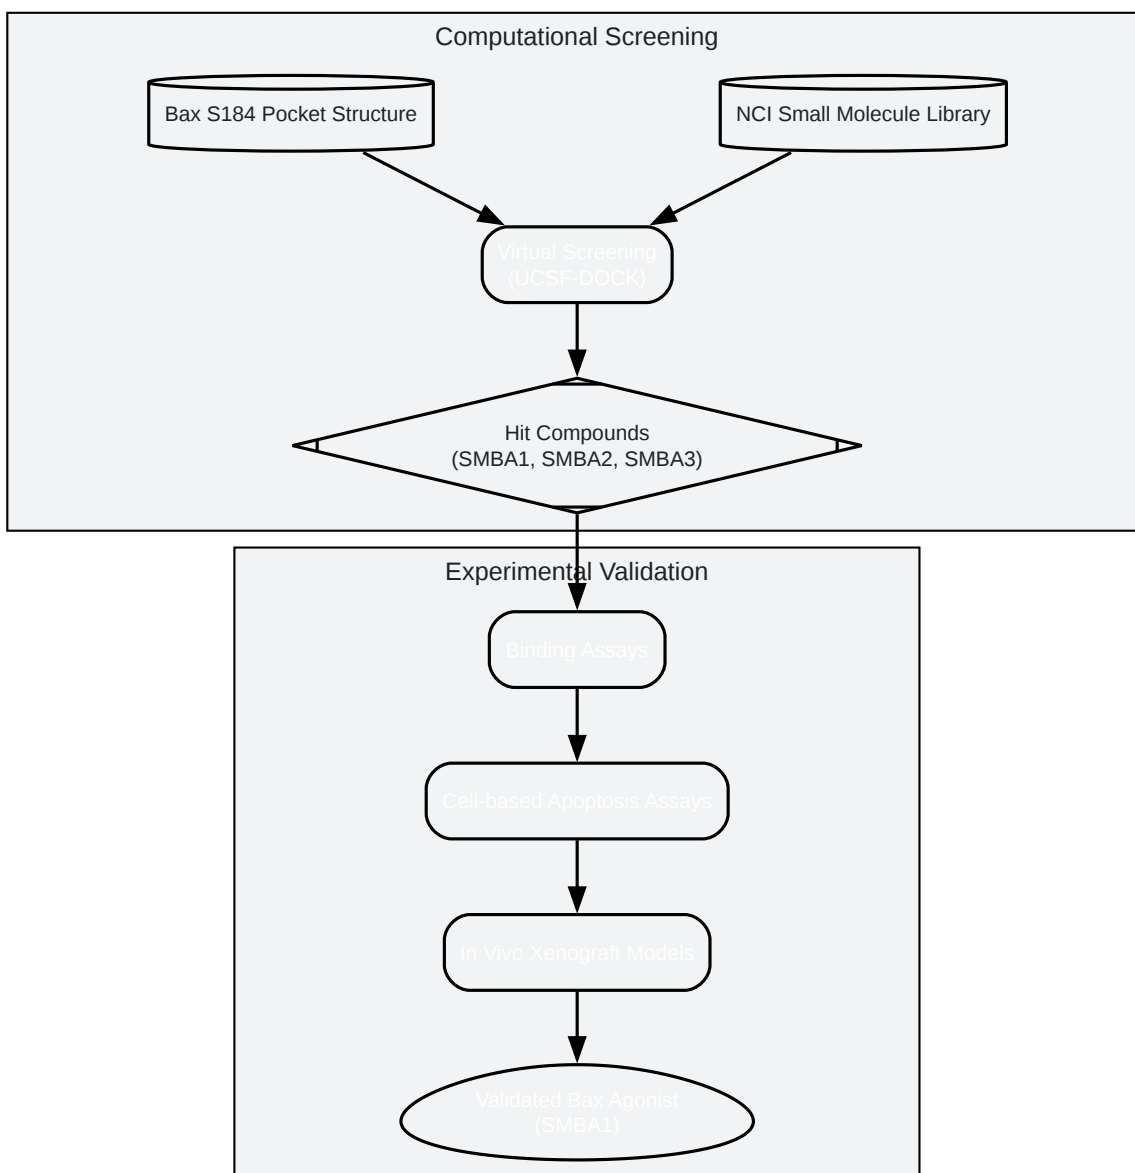 Computational Screening
Bax S184 Pocket Structure
NCI Small Molecule Library
Virtual Screening
(UCSF-DOCK)
Hit Compounds
(SMBA1, SMBA2, SMBA3)
Experimental Validation
Binding Assays
Cell-based Apoptosis Assays
In Vivo Xenograft Models
Validated Bax Agonist
(SMBA1)